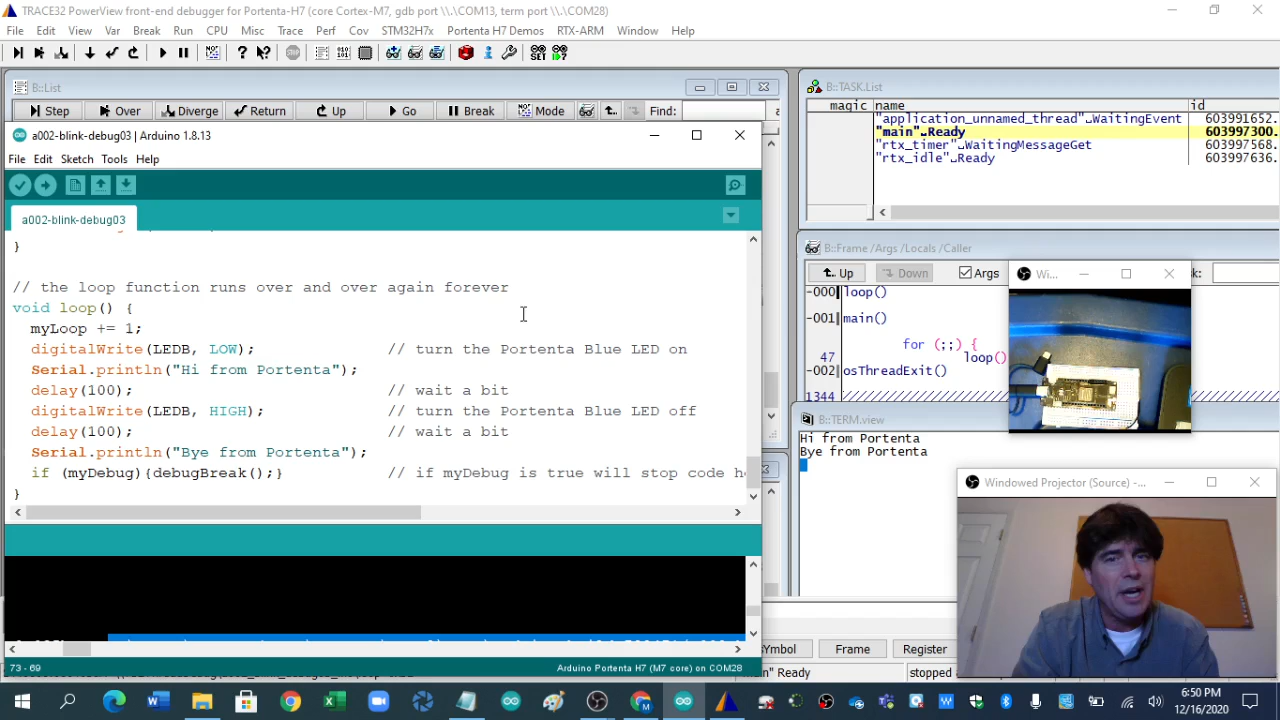 TRACE32 PowerView front-end debugger for Portenta-H7 (core Cortex-M7, gdb port \\.\COM13, term port \\.\COM28)
File Edit View Var Break Run CPU Misc Trace Perf Cov STM32H7x Portenta H7 Demos RTX-ARM Window Help
B::List
Step Over Diverge Return Up Go Break Mode Find:
a002-blink-debug03 | Arduino 1.8.13
File Edit Sketch Tools Help
a002-blink-debug03
}
// the loop function runs over and over again forever
void loop() {
myLoop += 1;
digitalWrite(LEDB, LOW); // turn the Portenta Blue LED on
Serial.println("Hi from Portenta");
delay(100); // wait a bit
digitalWrite(LEDB, HIGH); // turn the Portenta Blue LED off
delay(100); // wait a bit
Serial.println("Bye from Portenta");
if (myDebug){debugBreak();} // if myDebug is true will stop code
}
73 - 69
Arduino Portenta H7 (M7 core) on COM28
B::TASK.List
magic name id
"application_unnamed_thread"␣WaitingEvent 603991652.
"main"␣Ready 603997300.
"rtx_timer"␣WaitingMessageGet 603997568.
"rtx_idle"␣Ready 603997636.
B::Frame /Args /Locals /Caller
Up Down Args
-000 loop()
-001 main()
for (;;) {
47 loop()
-002 osThreadExit()
1344
Wi...
B::TERM.view
Hi from Portenta
Bye from Portenta
Windowed Projector (Source) -...
Frame Register
Ready
stopped
6:50 PM
12/16/2020